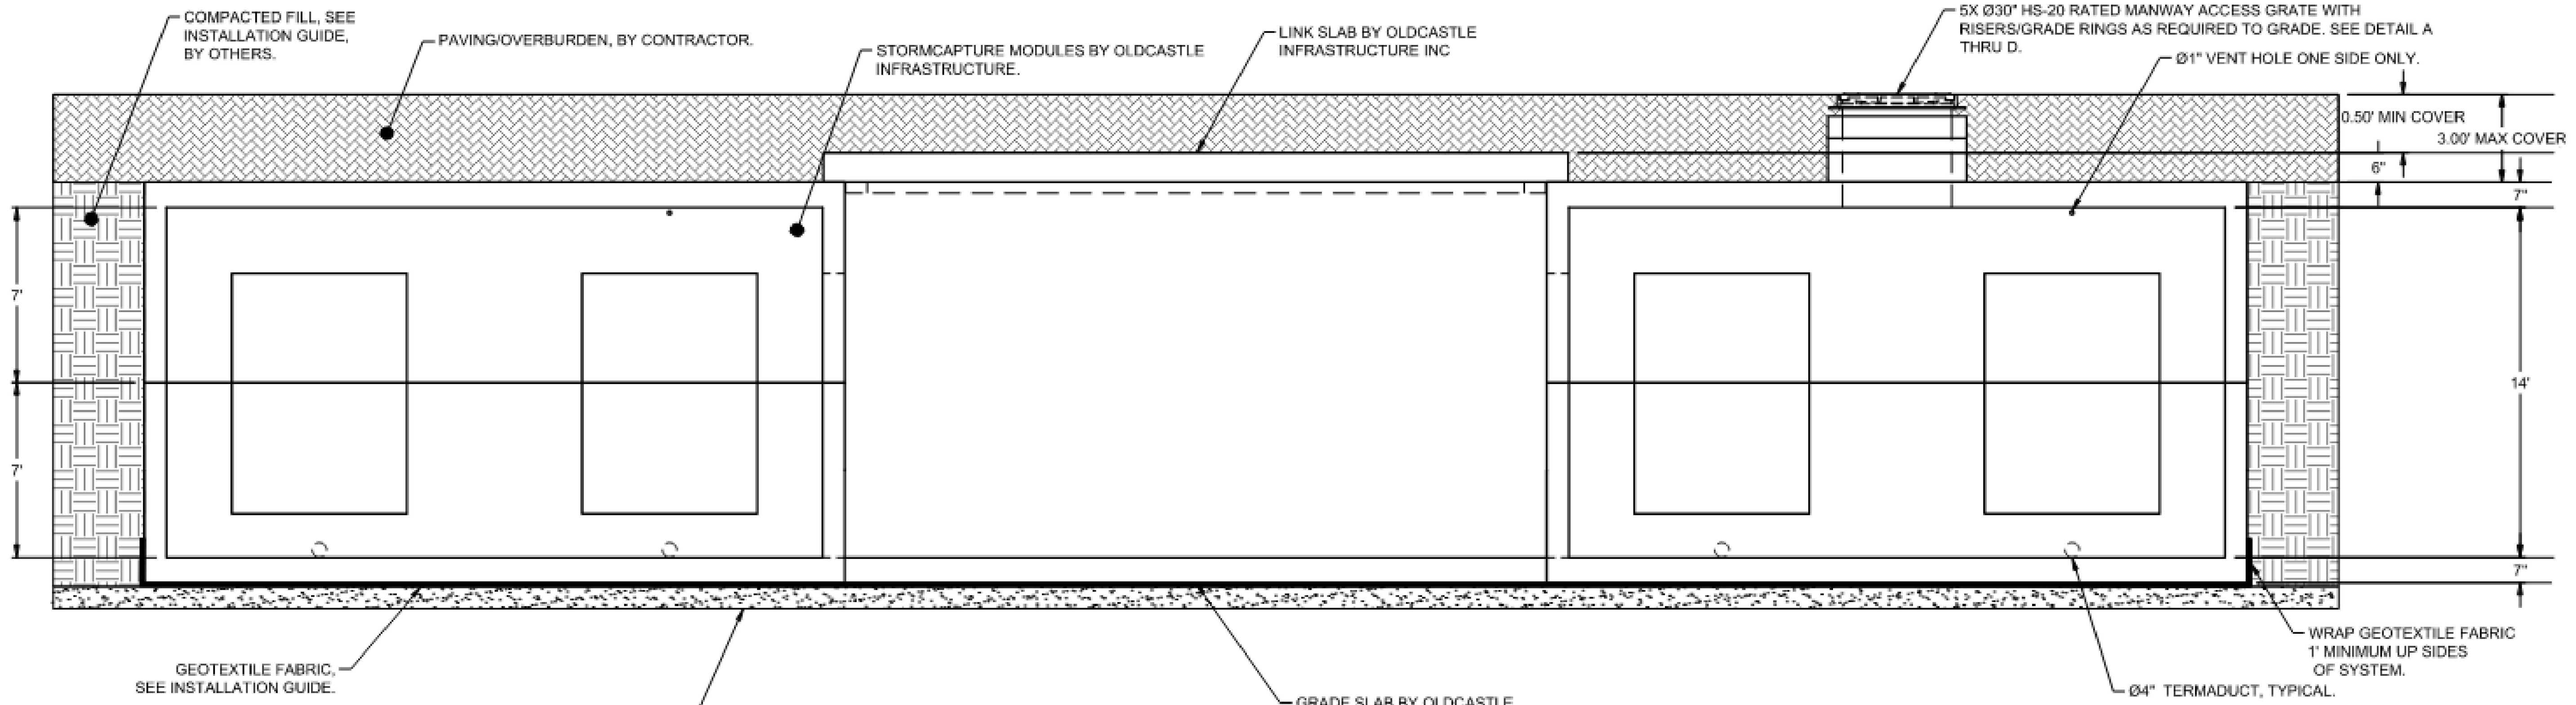 COMPACTED FILL, SEE
INSTALLATION GUIDE,
BY OTHERS.
PAVING/OVERBURDEN, BY CONTRACTOR.
STORMCAPTURE MODULES BY OLDCASTLE
INFRASTRUCTURE.
LINK SLAB BY OLDCASTLE
INFRASTRUCTURE INC
5X Ø30" HS-20 RATED MANWAY ACCESS GRATE WITH
RISERS/GRADE RINGS AS REQUIRED TO GRADE. SEE DETAIL A
THRU D.
Ø1" VENT HOLE ONE SIDE ONLY.
0.50' MIN COVER
3.00' MAX COVER
6"
7"
7'
14'
7'
7"
WRAP GEOTEXTILE FABRIC
1' MINIMUM UP SIDES
OF SYSTEM.
GEOTEXTILE FABRIC,
SEE INSTALLATION GUIDE.
GRADE SLAB BY OLDCASTLE
Ø4" TERMADUCT, TYPICAL.